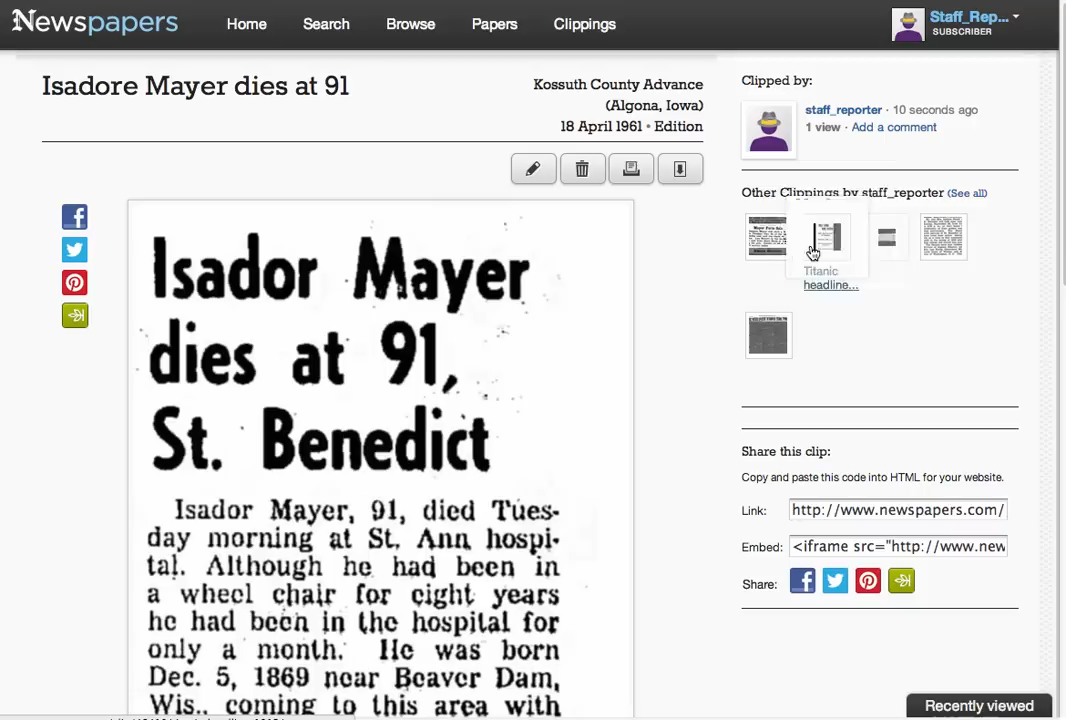 Newspapers
Home
Search
Browse
Papers
Clippings
Staff_Rep...
SUBSCRIBER
Isadore Mayer dies at 91
Kossuth County Advance
(Algona, Iowa)
18 April 1961 • Edition
Clipped by:
staff_reporter · 10 seconds ago
1 view · Add a comment
Other Clippings by staff_reporter (See all)
Titanic
headline...
Isador Mayer
dies at 91,
St. Benedict
Isador Mayer, 91, died Tues-
day morning at St. Ann hospi-
tal. Although he had been in
a wheel chair for eight years
he had been in the hospital for
only a month. He was born
Dec. 5, 1869 near Beaver Dam,
Wis., coming to this area with
Share this clip:
Copy and paste this code into HTML for your website.
Link: http://www.newspapers.com/
Embed: <iframe src="http://www.new
Share:
Recently viewed